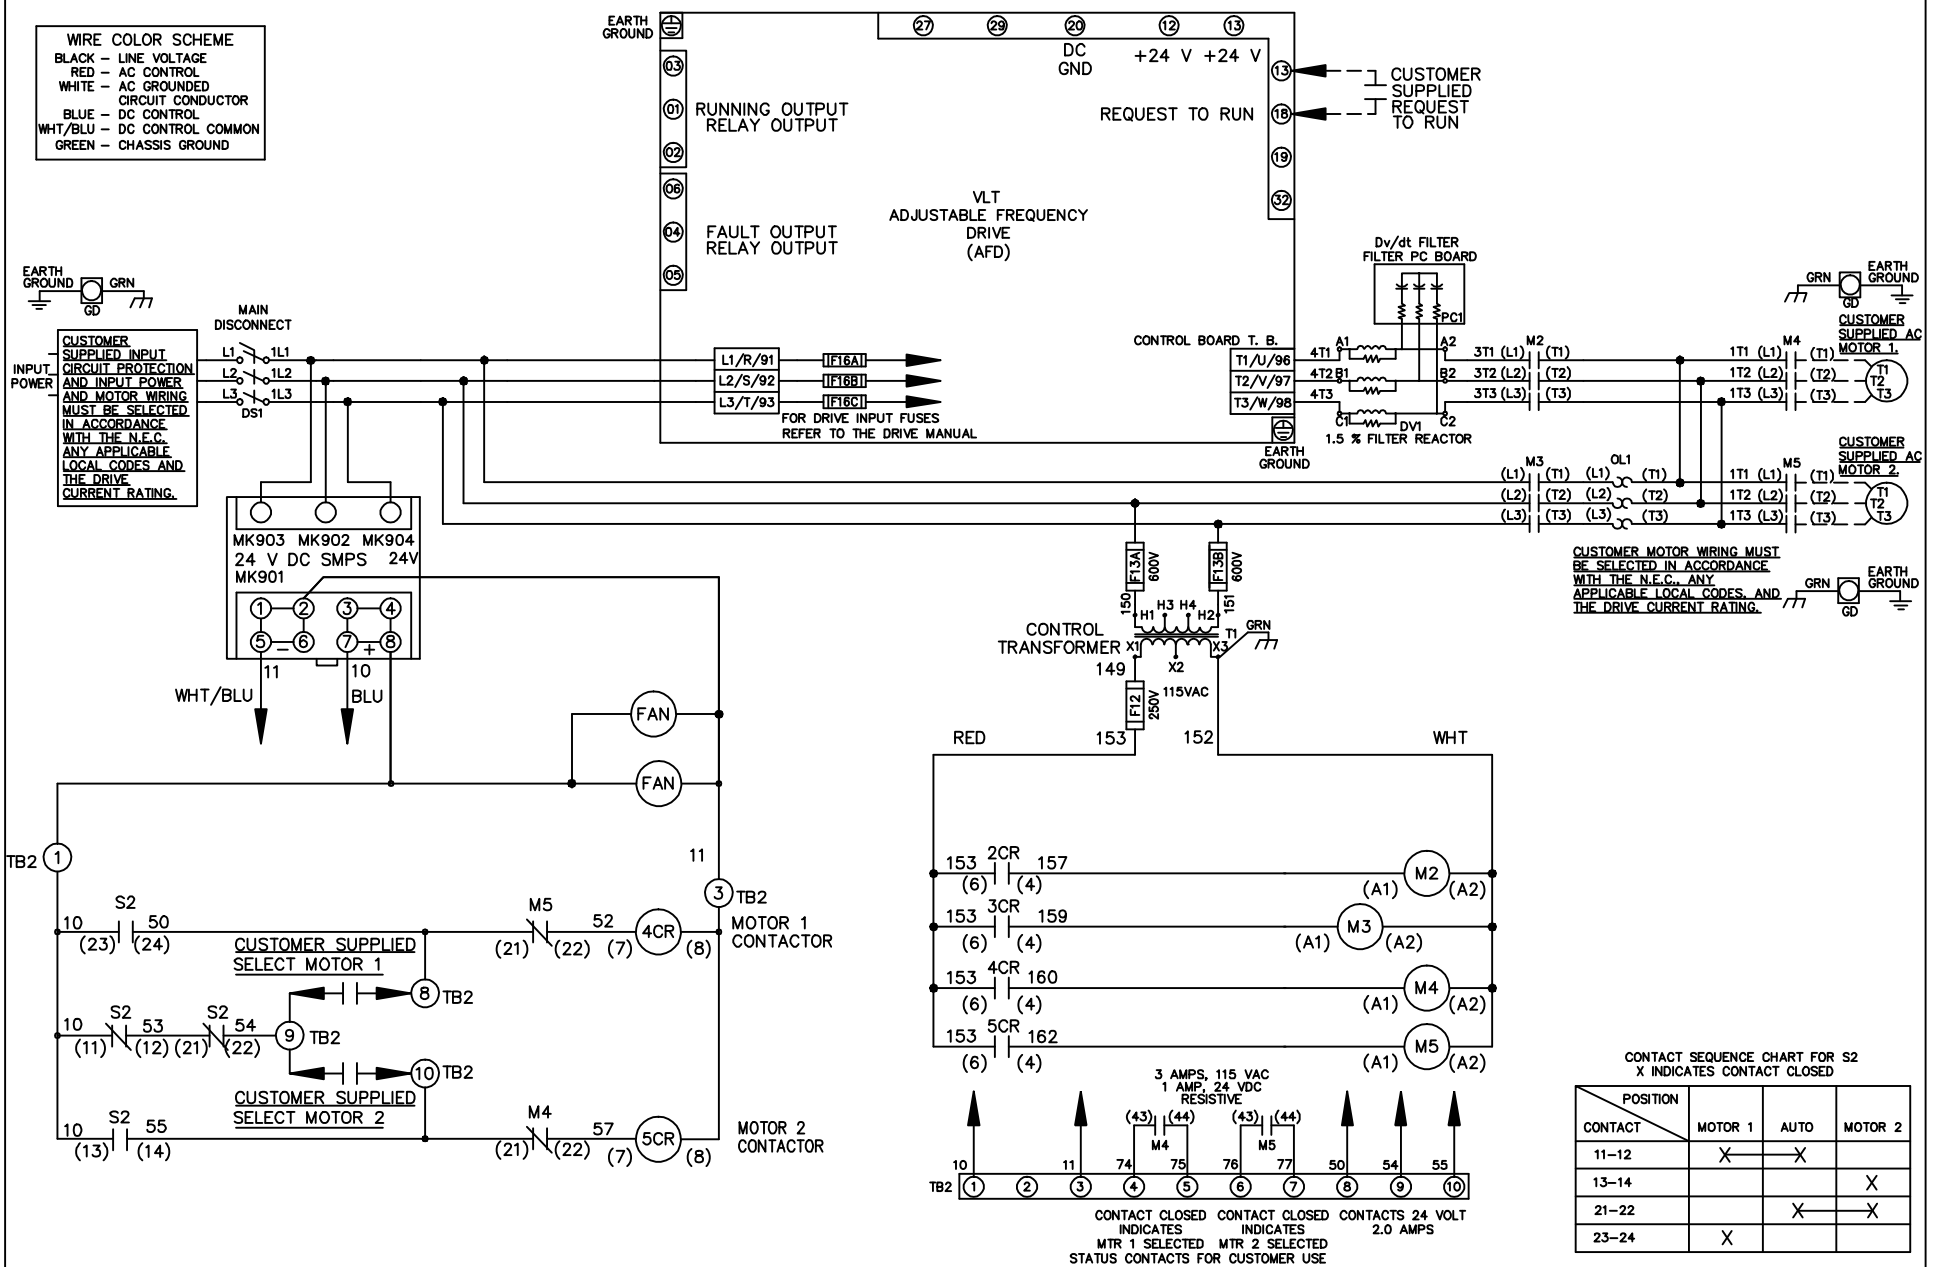 WIRE COLOR SCHEME
BLACK – LINE VOLTAGE
RED – AC CONTROL
WHITE – AC GROUNDED
CIRCUIT CONDUCTOR
BLUE – DC CONTROL
WHT/BLU – DC CONTROL COMMON
GREEN – CHASSIS GROUND
EARTH
GROUND
27 29 20 12 13
DC
GND
+24 V +24 V
03
01
02
RUNNING OUTPUT
RELAY OUTPUT
06
04
05
FAULT OUTPUT
RELAY OUTPUT
VLT
ADJUSTABLE FREQUENCY
DRIVE
(AFD)
REQUEST TO RUN
13
18
19
32
CUSTOMER
SUPPLIED
REQUEST
TO RUN
EARTH
GROUND
GRN
GD
INPUT
POWER
CUSTOMER
SUPPLIED INPUT
CIRCUIT PROTECTION
AND INPUT POWER
AND MOTOR WIRING
MUST BE SELECTED
IN ACCORDANCE
WITH THE N.E.C.
ANY APPLICABLE
LOCAL CODES AND
THE DRIVE
CURRENT RATING.
MAIN
DISCONNECT
L1 1L1
L2 1L2
L3 1L3
DS1
L1/R/91 F16A
L2/S/92 F16B
L3/T/93 F16C
FOR DRIVE INPUT FUSES
REFER TO THE DRIVE MANUAL
CONTROL BOARD T. B.
T1/U/96
T2/V/97
T3/W/98
EARTH
GROUND
Dv/dt FILTER
FILTER PC BOARD
PC1
4T1 A1 A2
4T2 B1 B2
4T3 C1 C2
DV1
1.5 % FILTER REACTOR
M2
3T1 (L1) (T1)
3T2 (L2) (T2)
3T3 (L3) (T3)
M4
1T1 (L1) (T1)
1T2 (L2) (T2)
1T3 (L3) (T3)
GRN
GD
EARTH
GROUND
CUSTOMER
SUPPLIED AC
MOTOR 1.
T1
T2
T3
M3 OL1
(L1) (T1) (L1) (T1)
(L2) (T2) (L2) (T2)
(L3) (T3) (L3) (T3)
M5
1T1 (L1) (T1)
1T2 (L2) (T2)
1T3 (L3) (T3)
CUSTOMER
SUPPLIED AC
MOTOR 2.
T1
T2
T3
CUSTOMER MOTOR WIRING MUST
BE SELECTED IN ACCORDANCE
WITH THE N.E.C., ANY
APPLICABLE LOCAL CODES, AND
THE DRIVE CURRENT RATING.
GRN
GD
EARTH
GROUND
MK903 MK902 MK904
24 V DC SMPS 24V
MK901
1 2 3 4
5 – 6 7 + 8
11 10
WHT/BLU BLU
FAN
FAN
F13A
600V
F13B
600V
150 151
H1 H3 H4 H2
CONTROL
TRANSFORMER
X1 X2 X3
T1
GRN
149
115VAC
F12
250V
153 152
RED WHT
TB2 1
11
3 TB2
S2
10 50
(23) (24)
M5
(21) (22)
52
(7) 4CR (8)
MOTOR 1
CONTACTOR
CUSTOMER SUPPLIED
SELECT MOTOR 1
8 TB2
S2 S2
10 53 54
(11) (12) (21) (22)
9 TB2
10 TB2
CUSTOMER SUPPLIED
SELECT MOTOR 2
S2
10 55
(13) (14)
M4
(21) (22)
57
(7) 5CR (8)
MOTOR 2
CONTACTOR
153 2CR 157
(6) (4)
(A1) M2 (A2)
153 3CR 159
(6) (4)
(A1) M3 (A2)
153 4CR 160
(6) (4)
(A1) M4 (A2)
153 5CR 162
(6) (4)
(A1) M5 (A2)
3 AMPS, 115 VAC
1 AMP, 24 VDC
RESISTIVE
(43) (44) (43) (44)
M4 M5
10 11 74 75 76 77 50 54 55
TB2 1 2 3 4 5 6 7 8 9 10
CONTACT CLOSED
INDICATES
MTR 1 SELECTED
CONTACT CLOSED
INDICATES
MTR 2 SELECTED
CONTACTS 24 VOLT
2.0 AMPS
STATUS CONTACTS FOR CUSTOMER USE
CONTACT SEQUENCE CHART FOR S2
X INDICATES CONTACT CLOSED
POSITION
CONTACT MOTOR 1 AUTO MOTOR 2
11–12 X X
13–14 X
21–22 X X
23–24 X